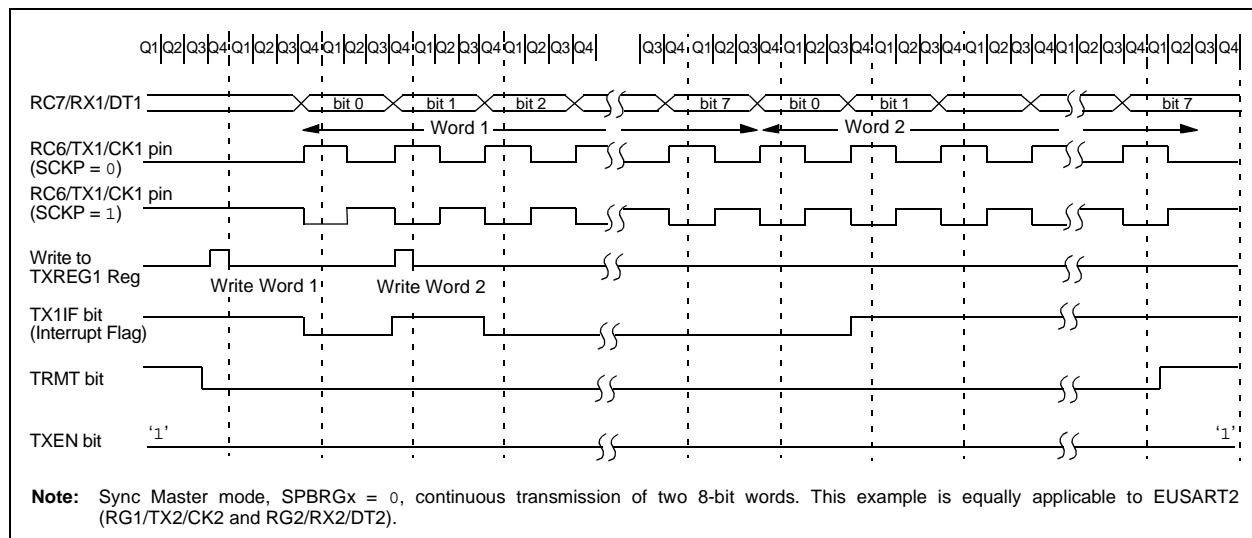 Q1 Q2 Q3 Q4 Q1 Q2 Q3 Q4 Q1 Q2 Q3 Q4 Q1 Q2 Q3 Q4 Q1 Q2 Q3 Q4 Q3 Q4 Q1 Q2 Q3 Q4 Q1 Q2 Q3 Q4 Q1 Q2 Q3 Q4 Q1 Q2 Q3 Q4 Q1 Q2 Q3 Q4 Q1 Q2 Q3 Q4
RC7/RX1/DT1 bit 0 bit 1 bit 2 bit 7 bit 0 bit 1 bit 7
Word 1 Word 2
RC6/TX1/CK1 pin
(SCKP = 0)
RC6/TX1/CK1 pin
(SCKP = 1)
Write to
TXREG1 Reg
Write Word 1 Write Word 2
TX1IF bit
(Interrupt Flag)
TRMT bit
TXEN bit ‘1’ ‘1’
Note: Sync Master mode, SPBRGx = 0, continuous transmission of two 8-bit words. This example is equally applicable to EUSART2
(RG1/TX2/CK2 and RG2/RX2/DT2).